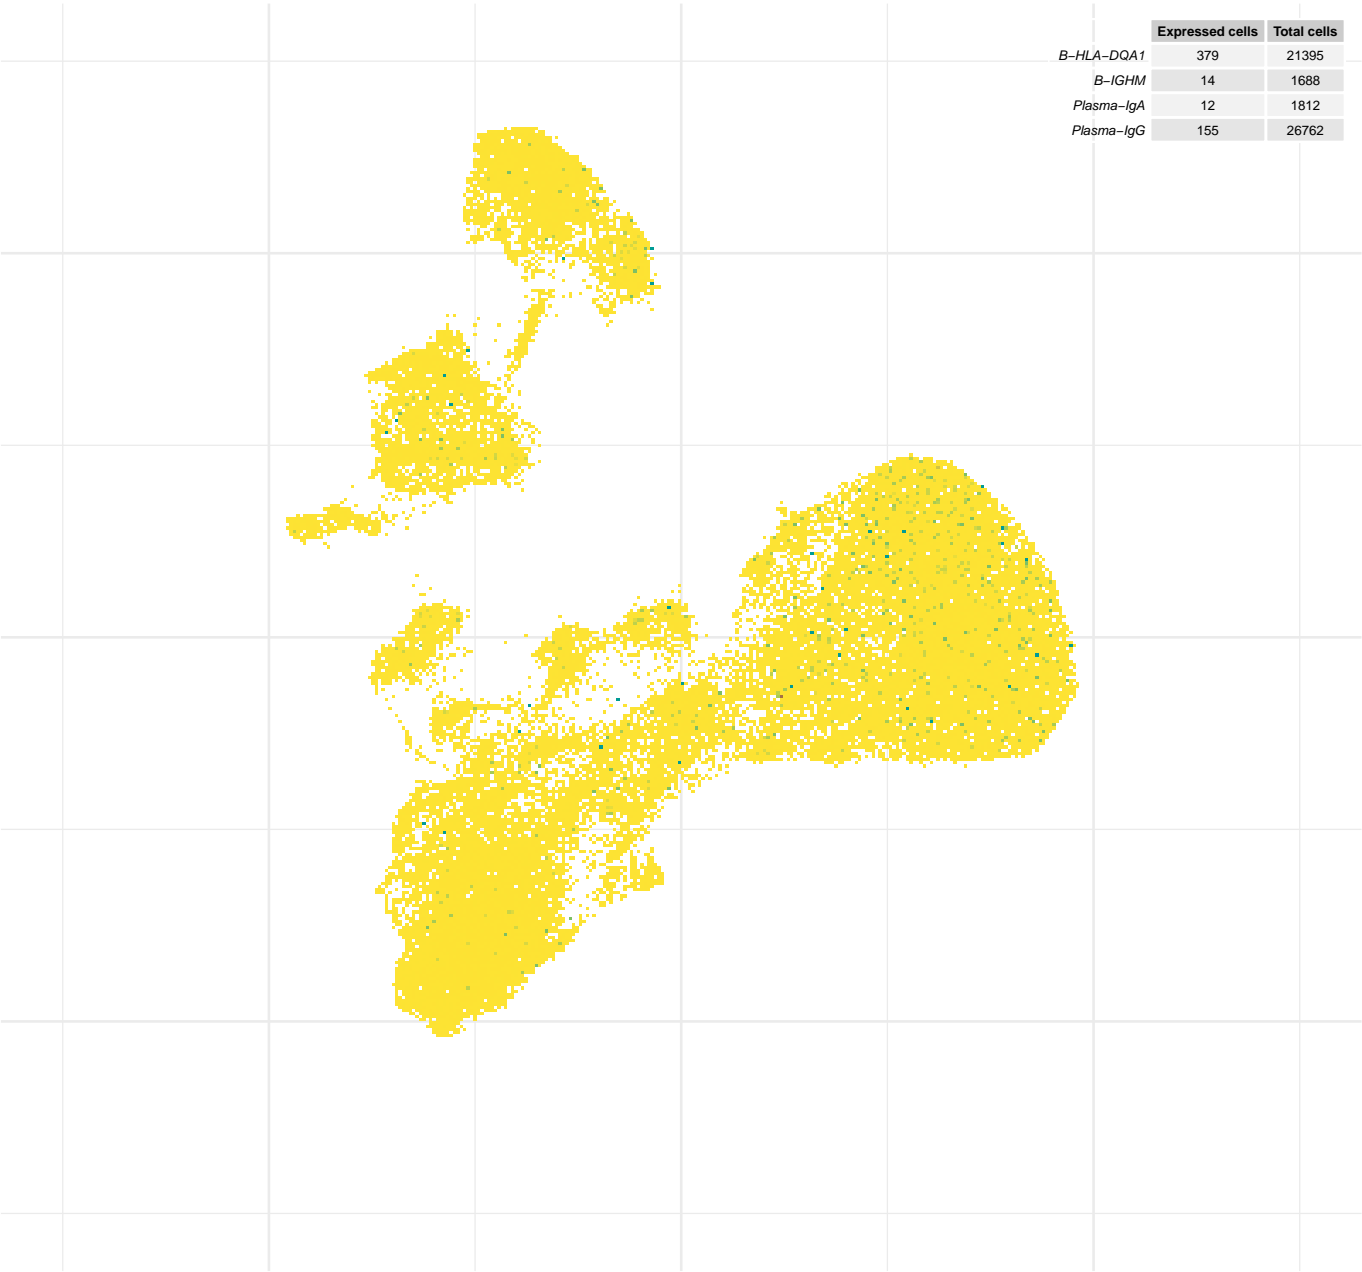 Expressed cells Total cells
B−HLA−DQA1 379 21395
B−IGHM 14 1688
Plasma−IgA 12 1812
Plasma−IgG 155 26762